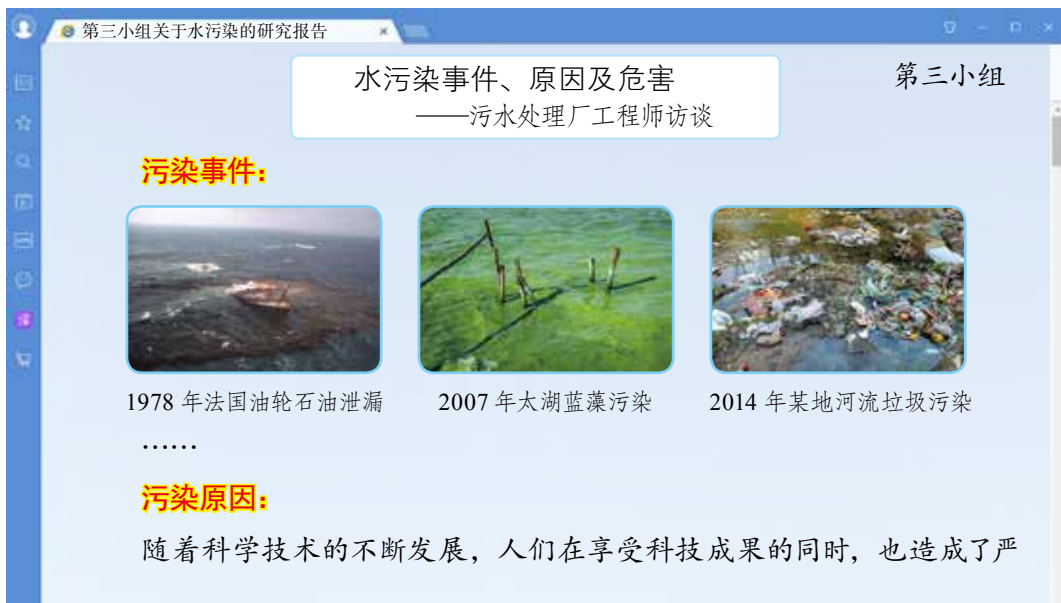 第三小组关于水污染的研究报告
水污染事件、原因及危害
——污水处理厂工程师访谈
第三小组
污染事件：
1978 年法国油轮石油泄漏
2007 年太湖蓝藻污染
2014 年某地河流垃圾污染
……
污染原因：
随着科学技术的不断发展，人们在享受科技成果的同时，也造成了严